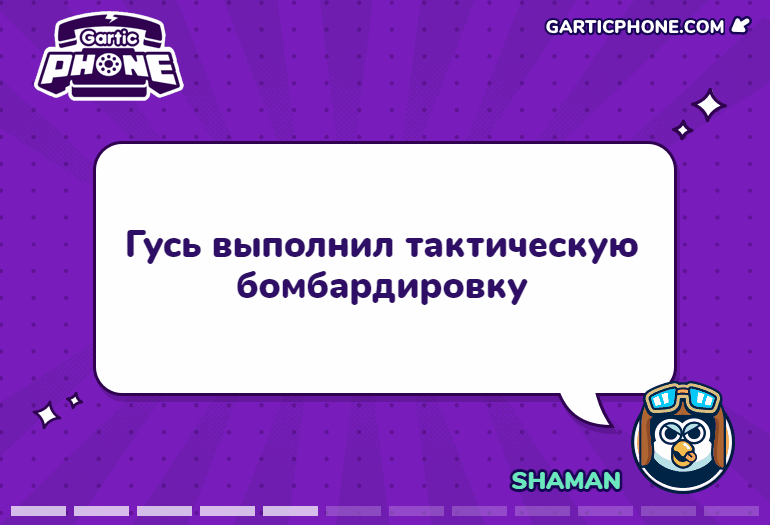 Gartic
PHONE
GARTICPHONE.COM
Гусь выполнил тактическую
бомбардировку
SHAMAN